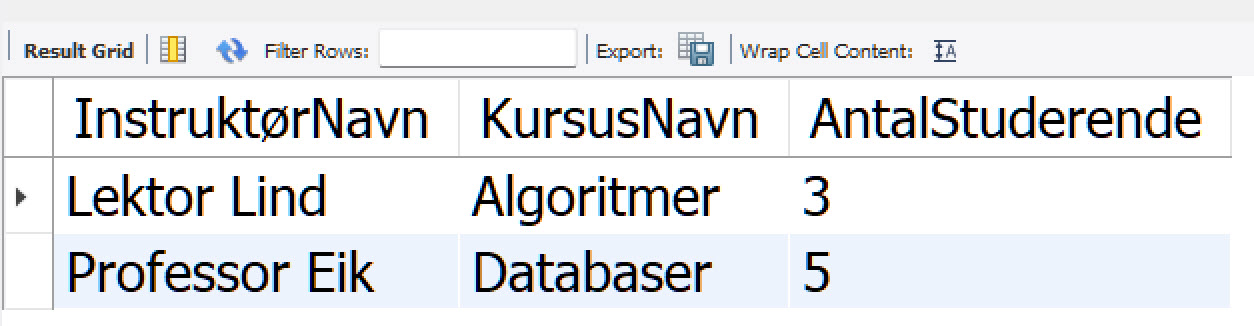 Result Grid Filter Rows: Export: Wrap Cell Content: IA
InstruktørNavn KursusNavn AntalStuderende
Lektor Lind Algoritmer 3
Professor Eik Databaser 5